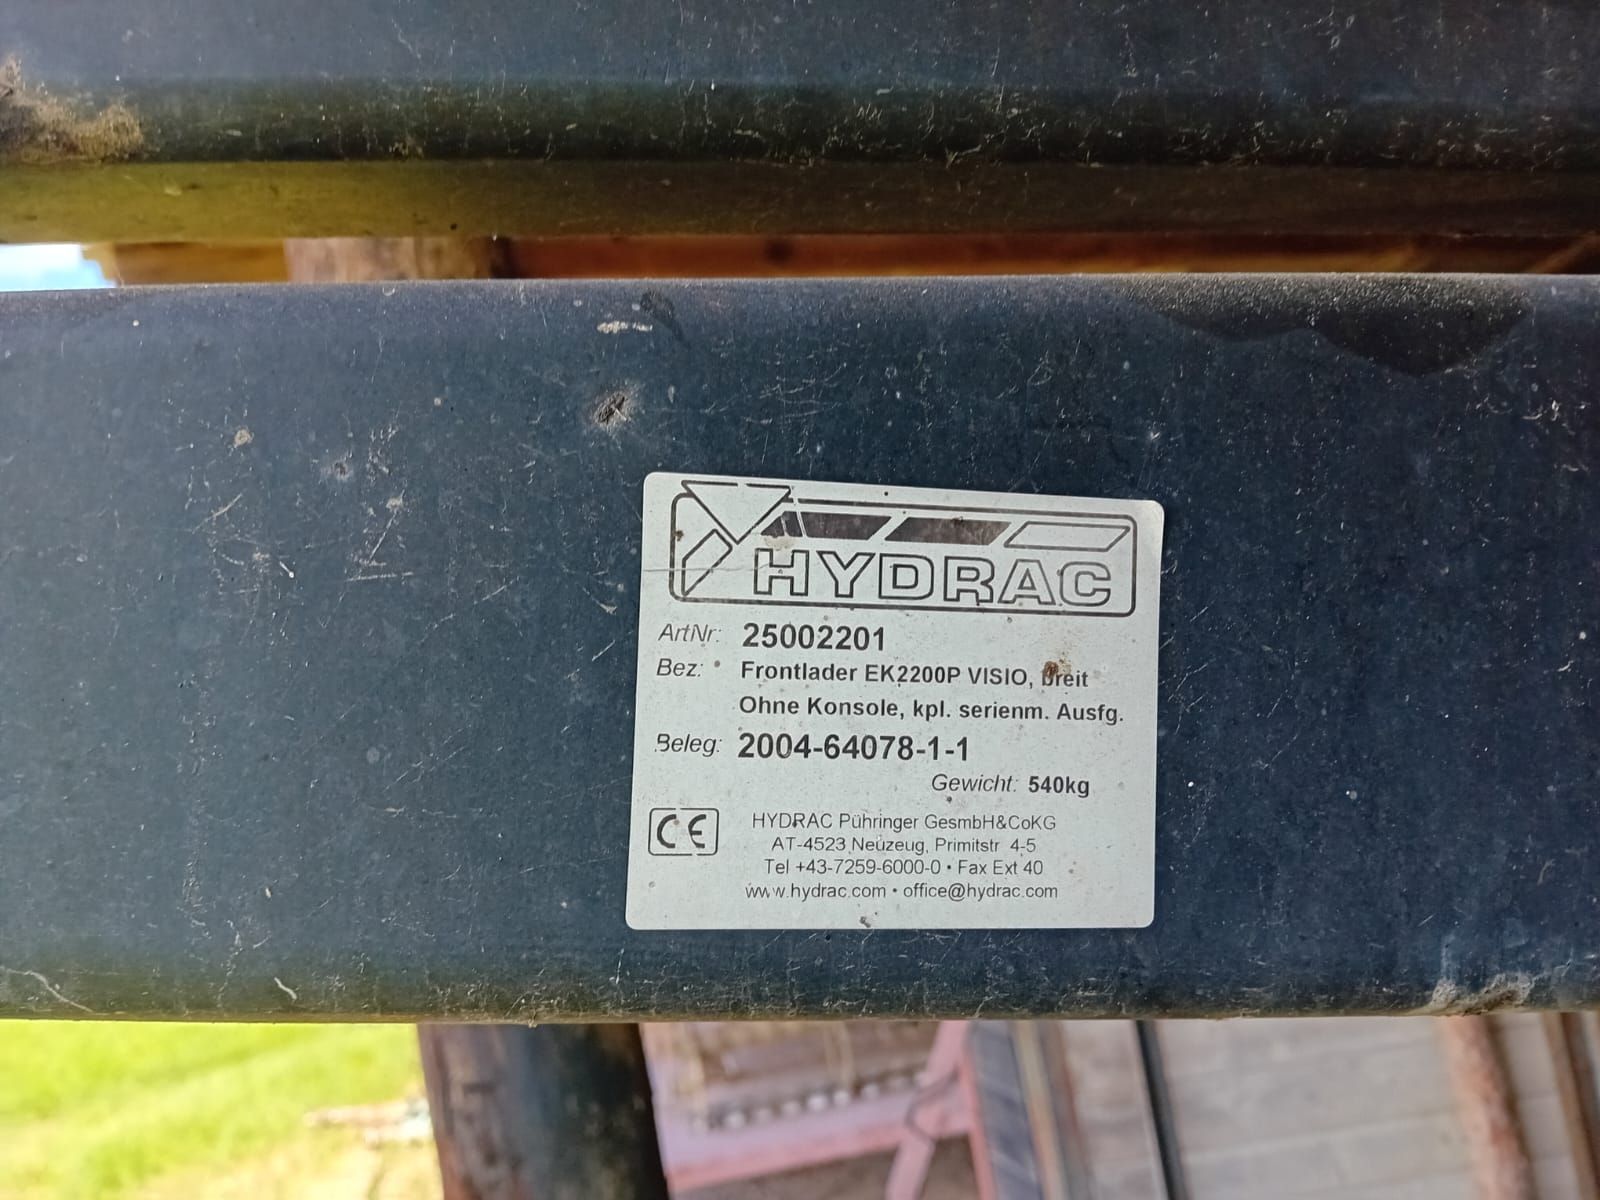 HYDRAC
ArtNr: 25002201
Bez: Frontlader EK2200P VISIO, breit
Ohne Konsole, kpl. serienm. Ausfg.
Beleg: 2004-64078-1-1
Gewicht: 540kg
CE
HYDRAC Pühringer GesmbH&CoKG
AT-4523 Neuzeug, Primitstr 4-5
Tel +43-7259-6000-0 • Fax Ext 40
www.hydrac.com • office@hydrac.com